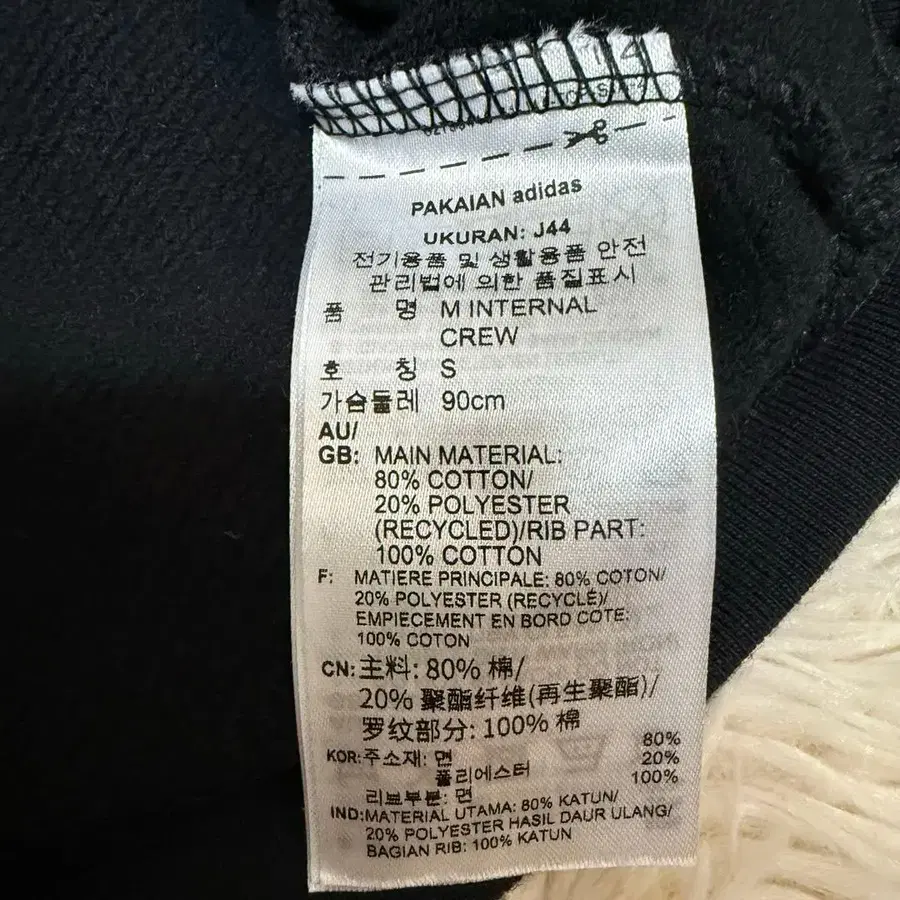 PAKAIAN adidas
UKURAN: J44
전기용품 및 생활용품 안전
관리법에 의한 품질표시
품 명 M INTERNAL
CREW
호 칭 S
가슴둘레 90cm
AU/
GB: MAIN MATERIAL:
80% COTTON/
20% POLYESTER
(RECYCLED)/RIB PART:
100% COTTON
F: MATIERE PRINCIPALE: 80% COTON/
20% POLYESTER (RECYCLÉ)/
EMPIECEMENT EN BORD COTE:
100% COTON
CN: 主料: 80% 棉/
20% 聚酯纤维(再生聚酯)/
罗纹部分: 100% 棉
KOR: 주소재: 면 80%
폴리에스터 20%
리브부분: 면 100%
IND: MATERIAL UTAMA: 80% KATUN/
20% POLYESTER HASIL DAUR ULANG/
BAGIAN RIB: 100% KATUN